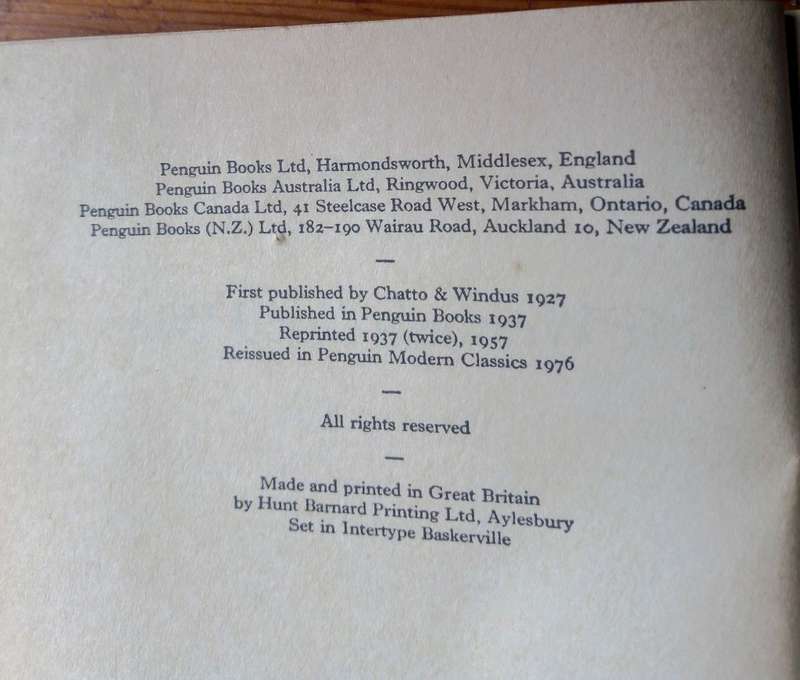 Penguin Books Ltd, Harmondsworth, Middlesex, England
Penguin Books Australia Ltd, Ringwood, Victoria, Australia
Penguin Books Canada Ltd, 41 Steelcase Road West, Markham, Ontario, Canada
Penguin Books (N.Z.) Ltd, 182–190 Wairau Road, Auckland 10, New Zealand
—
First published by Chatto & Windus 1927
Published in Penguin Books 1937
Reprinted 1937 (twice), 1957
Reissued in Penguin Modern Classics 1976
—
All rights reserved
—
Made and printed in Great Britain
by Hunt Barnard Printing Ltd, Aylesbury
Set in Intertype Baskerville